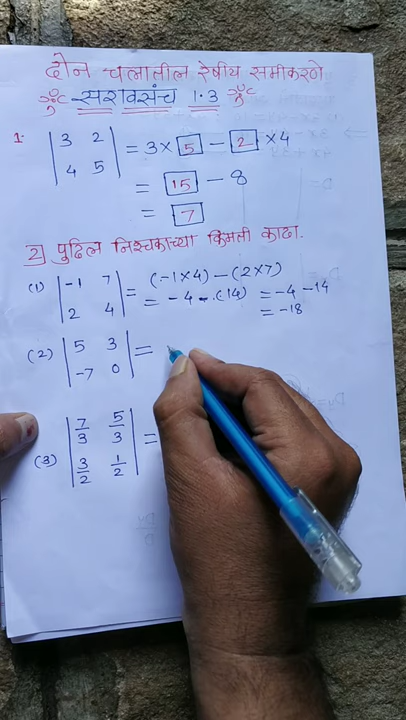 दोन चलातील रेषीय समीकरणे
सरावसंच 1.3
1. | 3 2 | = 3 × 5 - 2 × 4
| 4 5 | = 15 - 8
= 7
2) पुढिल निश्चकाच्या किंमती काढा.
(1) | -1 7 | = (-1×4) - (2×7)
| 2 4 | = -4 - (14) = -4 - 14
= -18
(2) | 5 3 | =
| -7 0 |
(3) | 7/3 5/3 | =
| 3/2 1/2 |